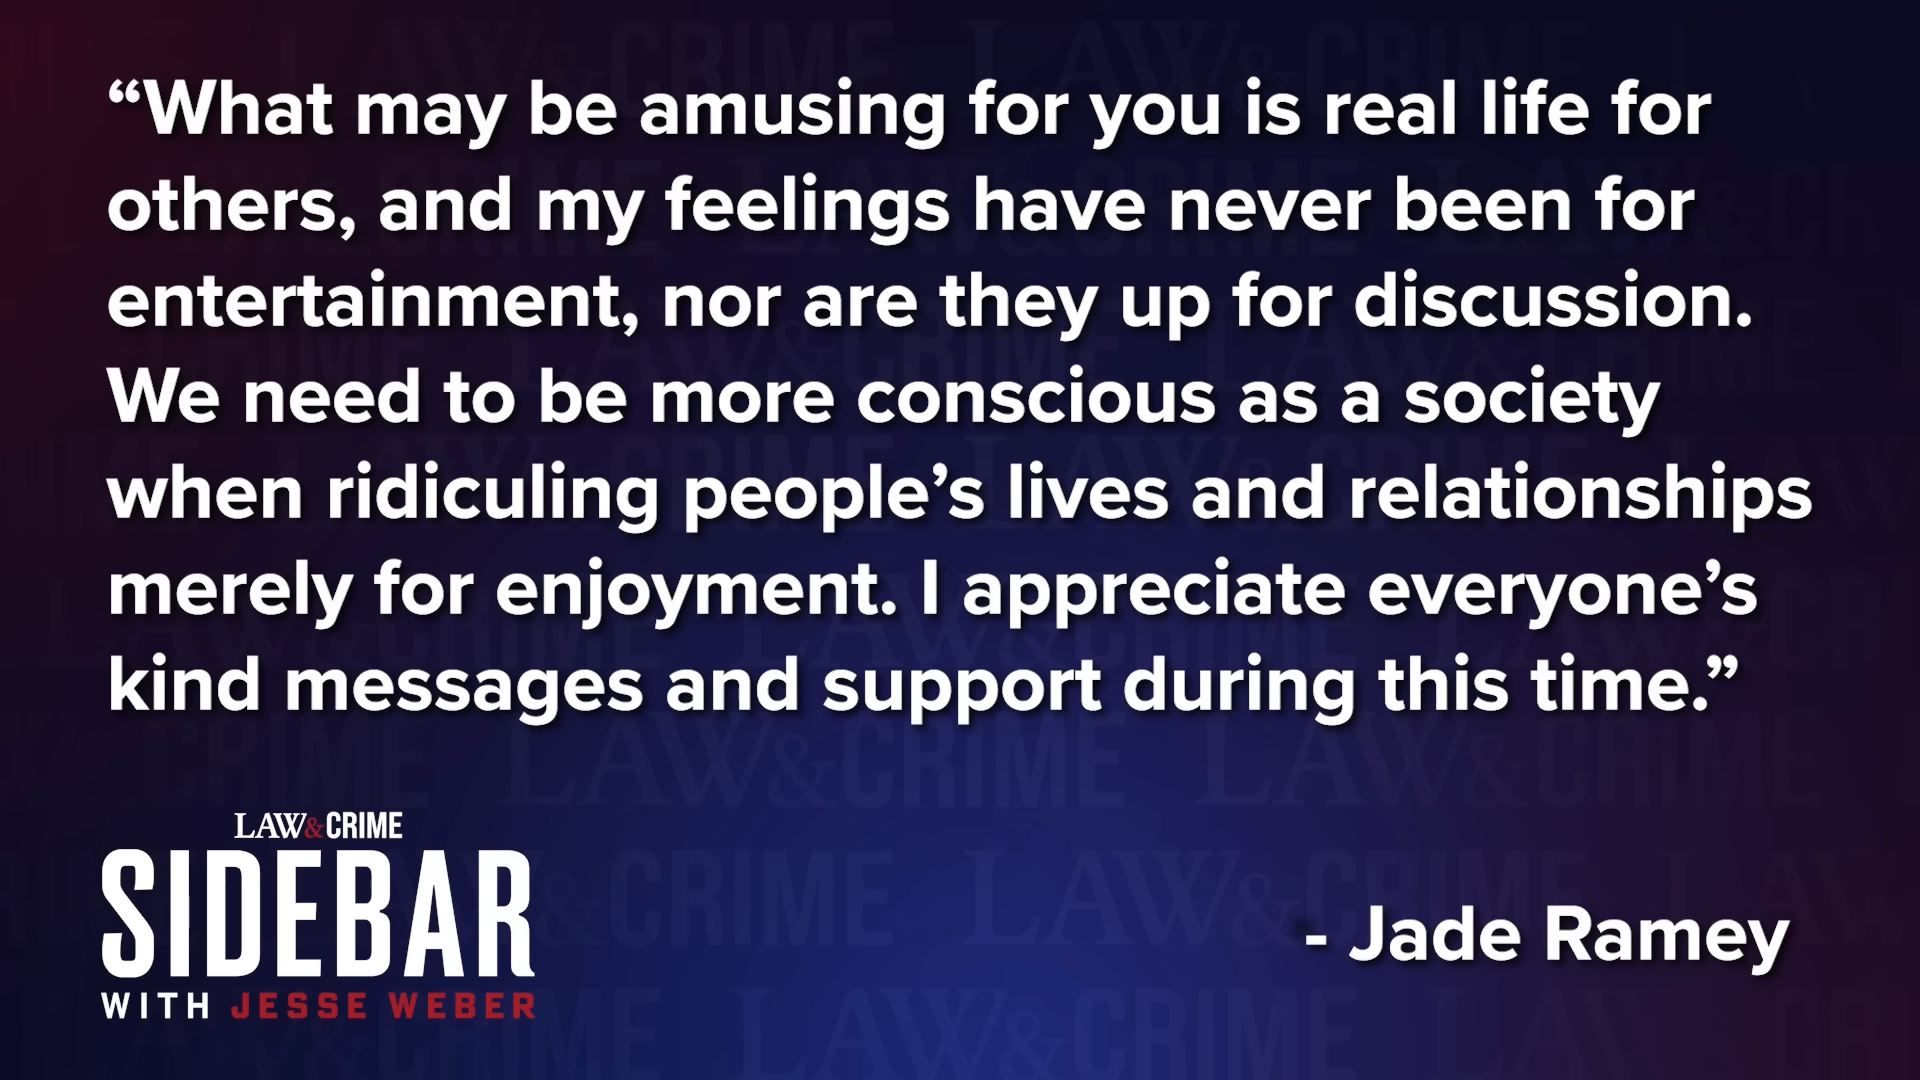 “What may be amusing for you is real life for
others, and my feelings have never been for
entertainment, nor are they up for discussion.
We need to be more conscious as a society
when ridiculing people’s lives and relationships
merely for enjoyment. I appreciate everyone’s
kind messages and support during this time.”
LAW&CRIME
SIDEBAR
WITH JESSE WEBER
- Jade Ramey